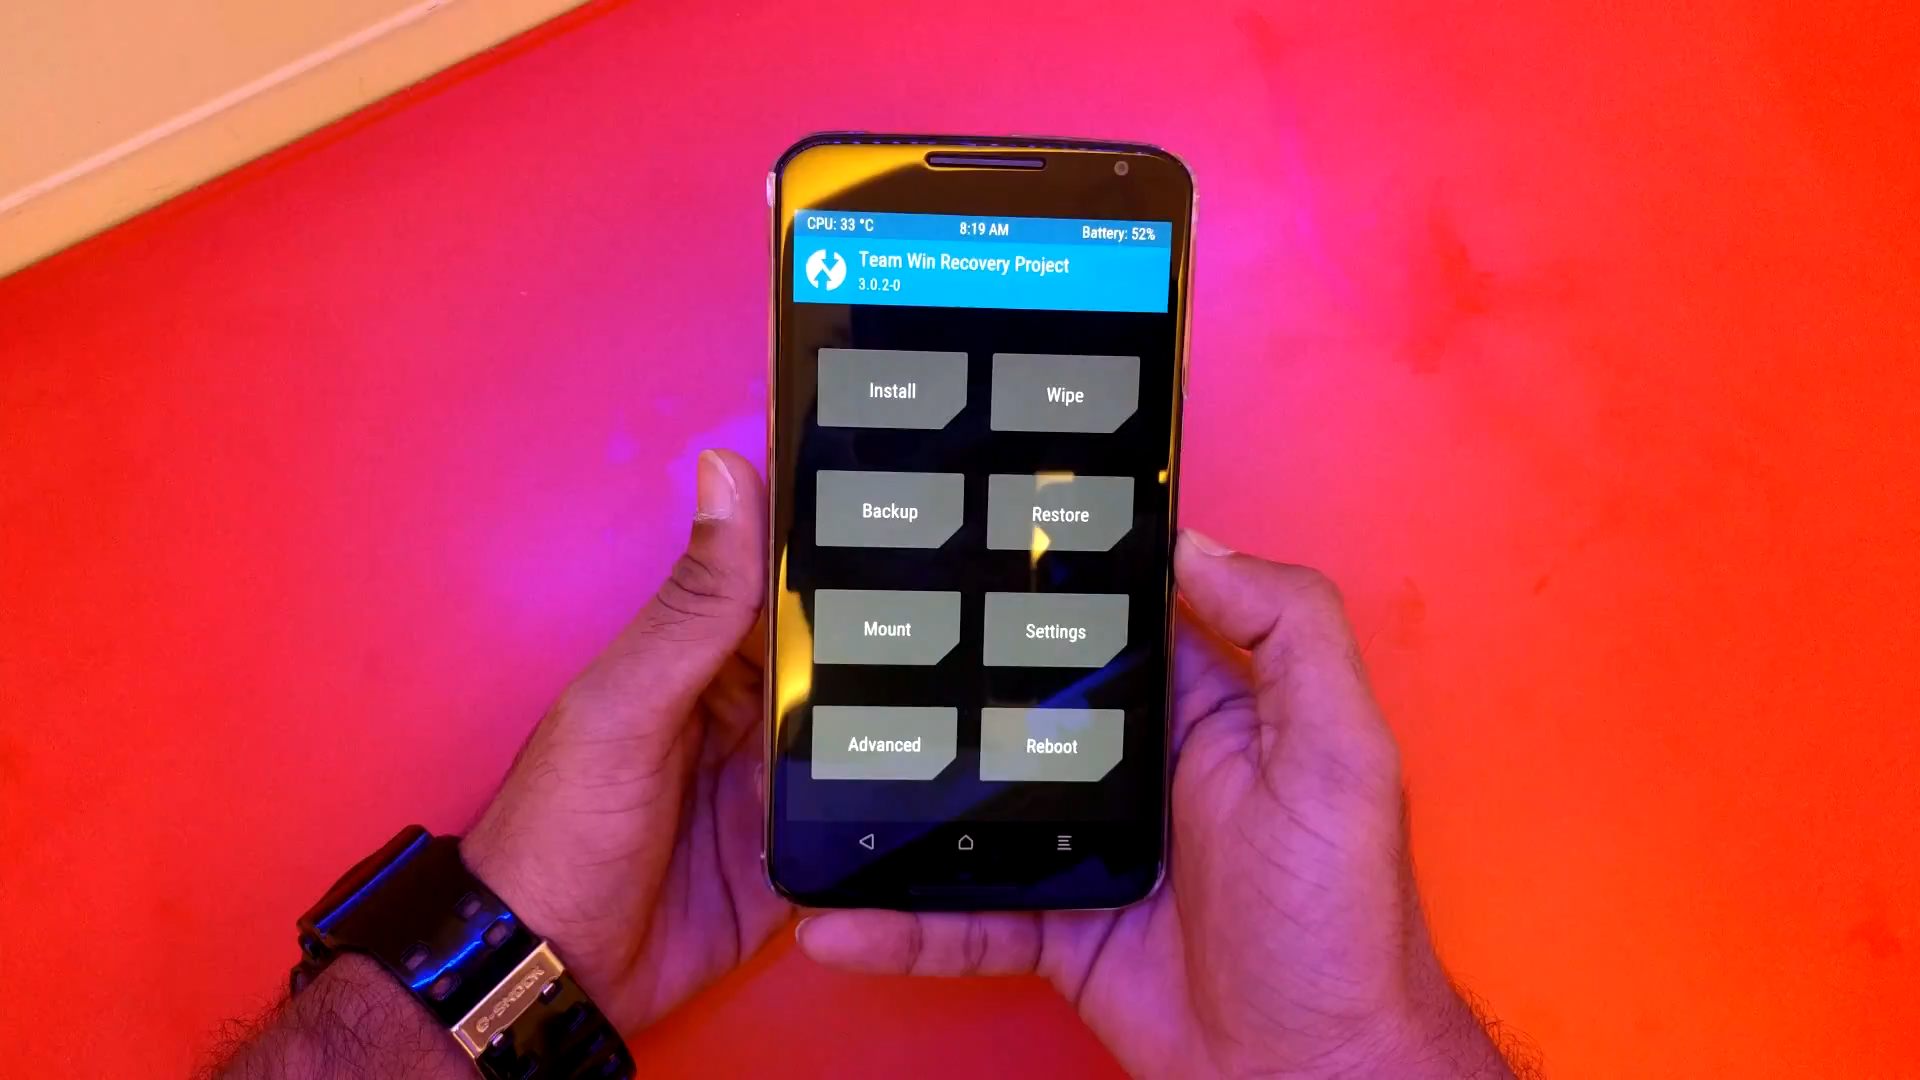 CPU: 33 °C 8:19 AM Battery: 52%
Team Win Recovery Project
3.0.2-0
Install Wipe
Backup Restore
Mount Settings
Advanced Reboot
G-SHOCK